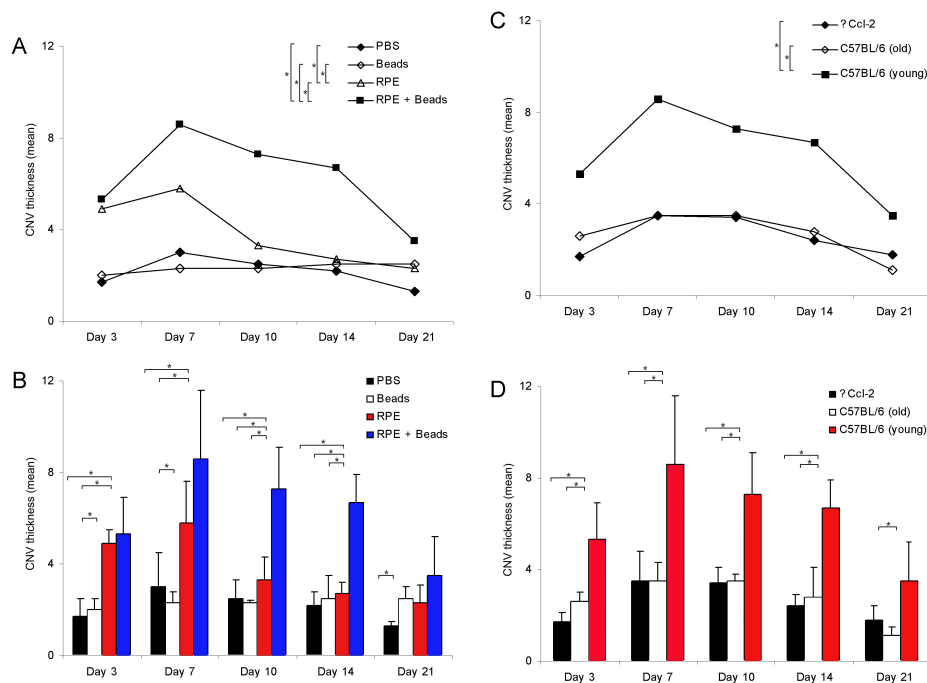 A
12
8
4
0
CNV thickness (mean)
Day 3
Day 7
Day 10
Day 14
Day 21
* * * * *
PBS
Beads
RPE
RPE + Beads
C
12
8
4
0
CNV thickness (mean)
Day 3
Day 7
Day 10
Day 14
Day 21
* *
?Ccl-2
C57BL/6 (old)
C57BL/6 (young)
B
12
8
4
0
CNV thickness (mean)
Day 3
Day 7
Day 10
Day 14
Day 21
* * *
* * *
* * *
* * *
*
PBS
Beads
RPE
RPE + Beads
D
12
8
4
0
CNV thickness (mean)
Day 3
Day 7
Day 10
Day 14
Day 21
* *
* *
* *
* *
*
?Ccl-2
C57BL/6 (old)
C57BL/6 (young)